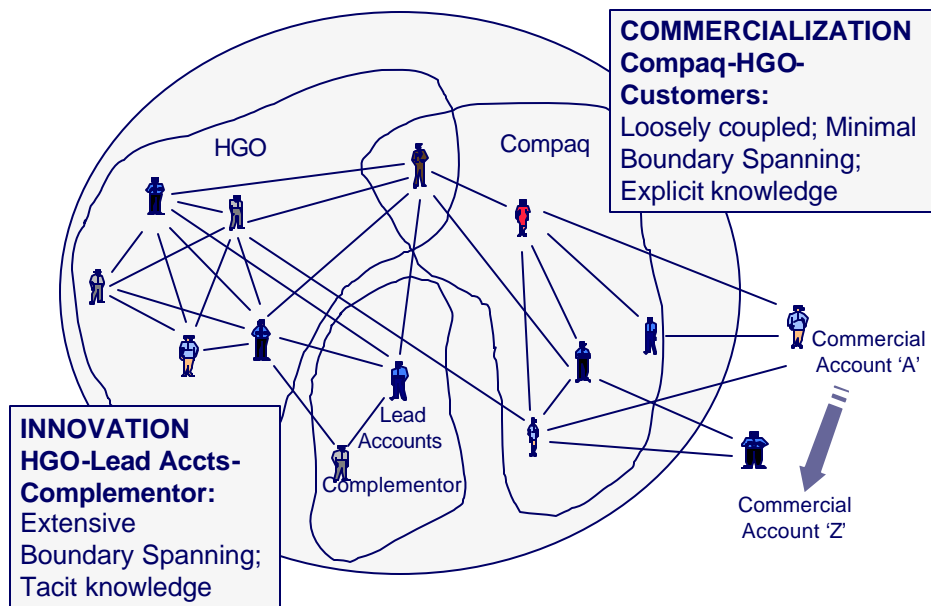 COMMERCIALIZATION
Compaq-HGO-
Customers:
Loosely coupled; Minimal
Boundary Spanning;
Explicit knowledge
HGO
Compaq
Commercial
Account ‘A’
Lead
Accounts
Complementor
Commercial
Account ‘Z’
INNOVATION
HGO-Lead Accts-
Complementor:
Extensive
Boundary Spanning;
Tacit knowledge